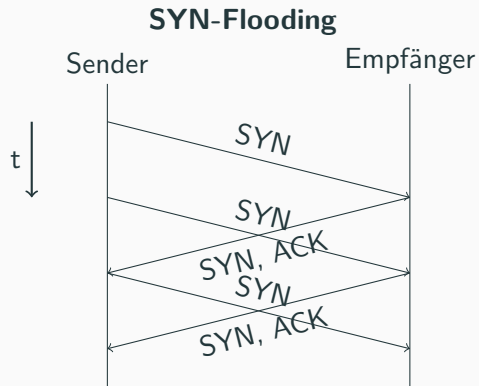 SYN-Flooding
Sender
Empfänger
t
SYN
SYN
SYN, ACK
SYN
SYN, ACK